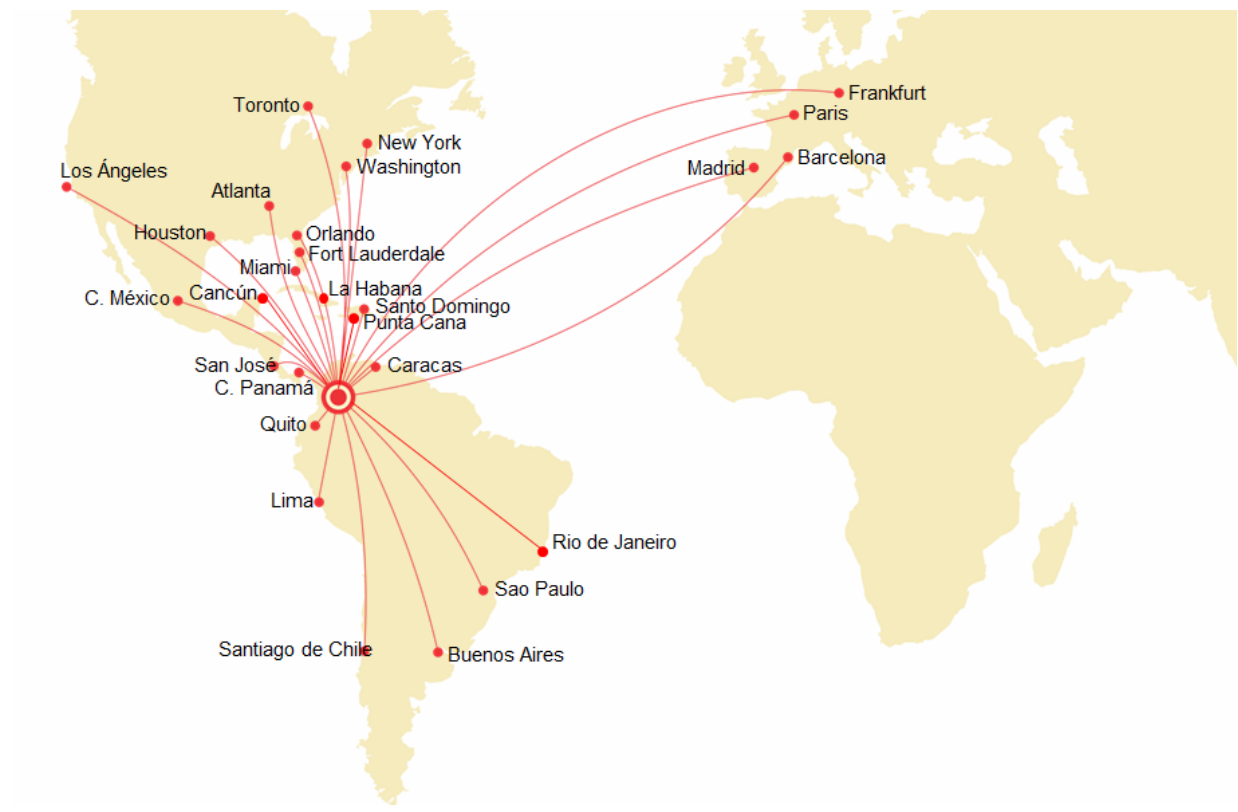 Frankfurt
Toronto
Paris
New York
Barcelona
Washington
Madrid
Los Ángeles
Atlanta
Houston
Orlando
Fort Lauderdale
Miami
La Habana
Cancún
C. México
Santo Domingo
Punta Cana
San José
Caracas
C. Panamá
Quito
Lima
Rio de Janeiro
Sao Paulo
Santiago de Chile
Buenos Aires